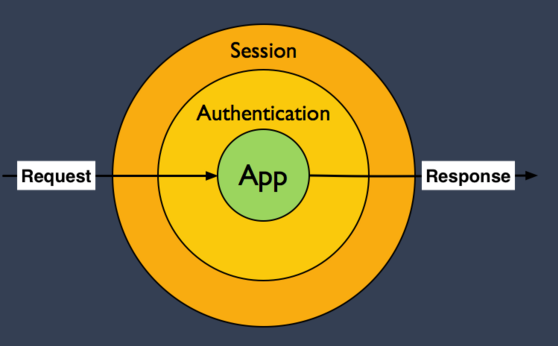 Session
Authentication
Request
App
Response